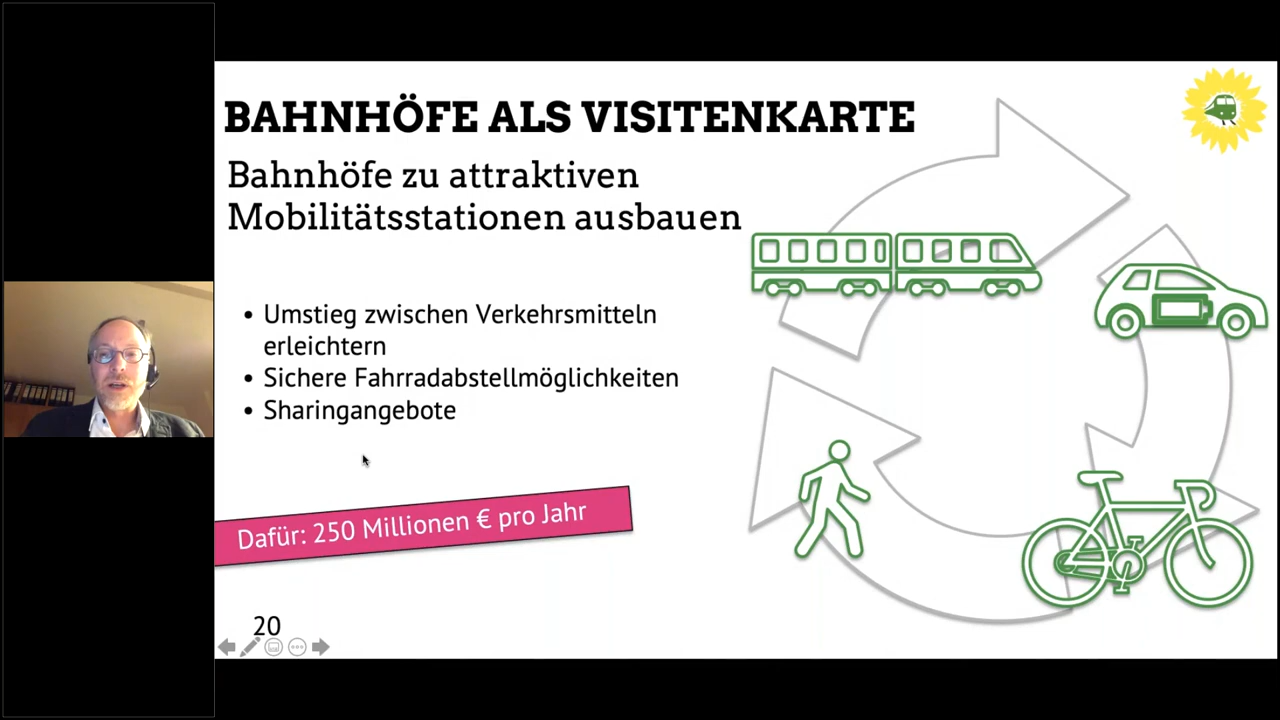 BAHNHÖFE ALS VISITENKARTE
Bahnhöfe zu attraktiven
Mobilitätsstationen ausbauen
• Umstieg zwischen Verkehrsmitteln
erleichtern
• Sichere Fahrradabstellmöglichkeiten
• Sharingangebote
Dafür: 250 Millionen € pro Jahr
20